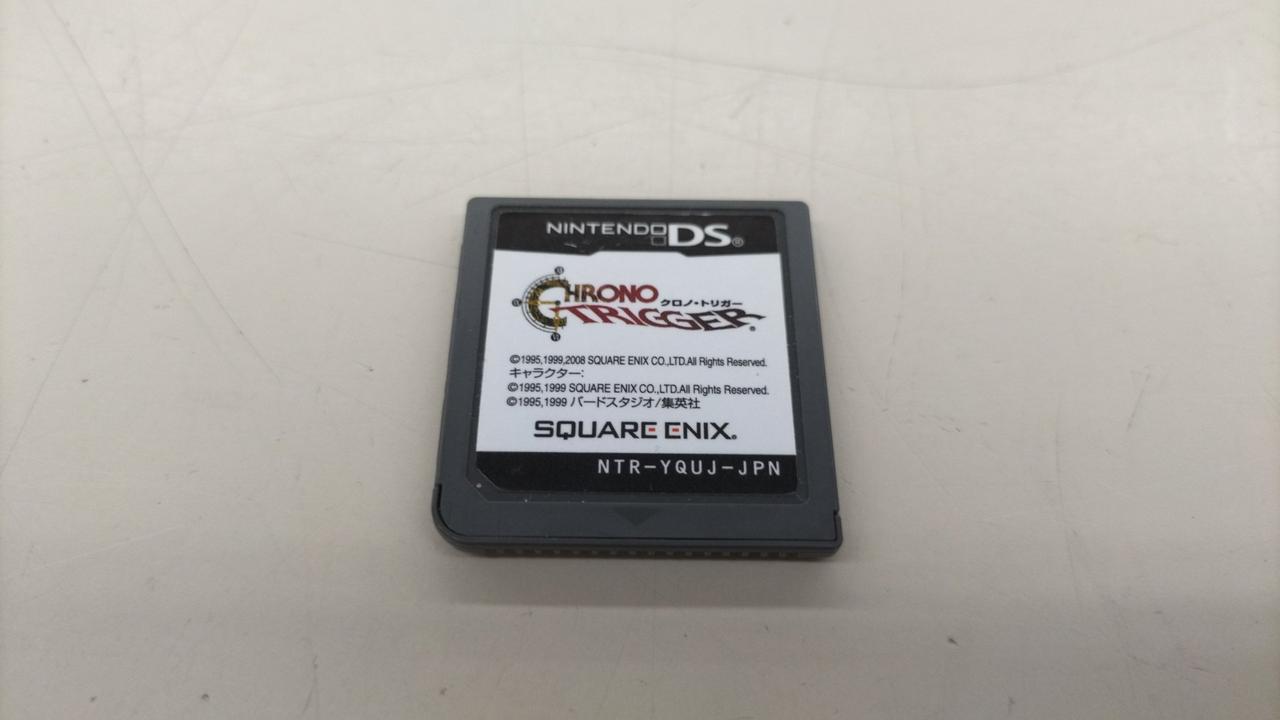 NINTENDO DS®
CHRONO
クロノ・トリガー
TRIGGER®
©1995,1999,2008 SQUARE ENIX CO.,LTD.All Rights Reserved.
キャラクター:
©1995,1999 SQUARE ENIX CO.,LTD.All Rights Reserved.
©1995,1999 バードスタジオ/集英社
SQUARE ENIX®
NTR-YQUJ-JPN